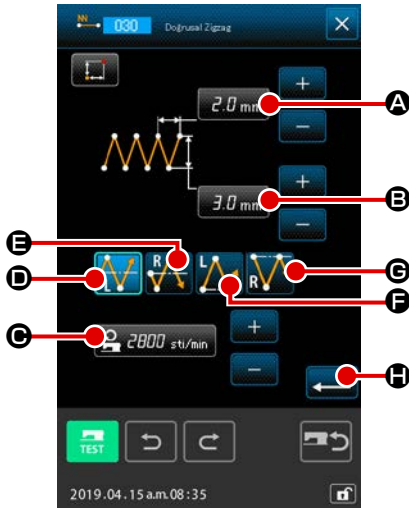 030 Doğrusal Zigzag
2.0 mm
A
3.0 mm
B
E
D
L
R
L
R
G
F
C
2800 sti/min
H
TEST
2019.04.15 a.m.08:35